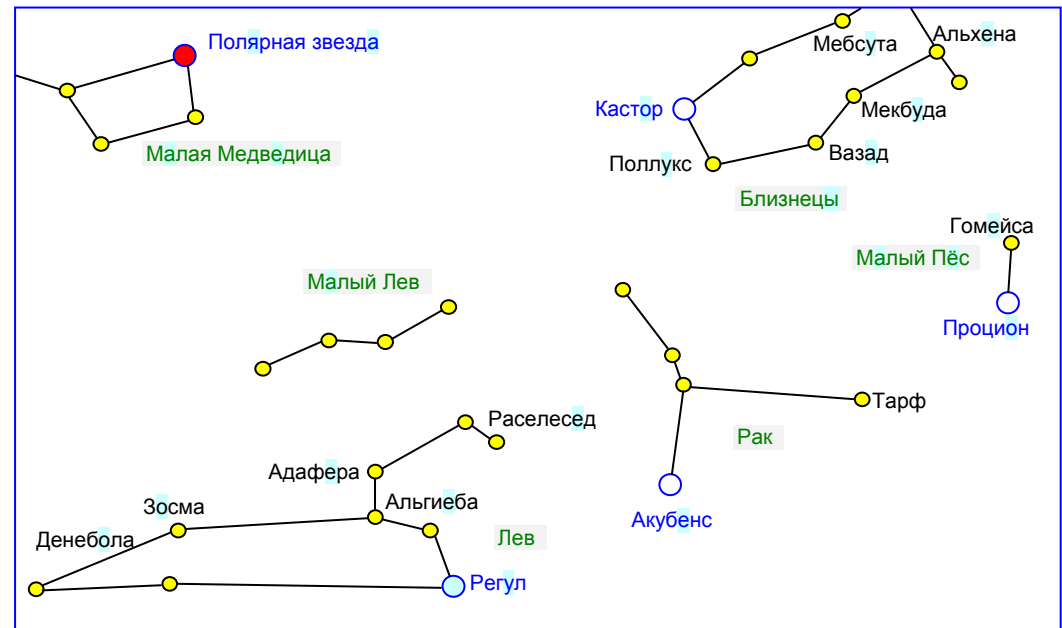 Полярная звезда
Мебсута
Альхена
Кастор
Мекбуда
Малая Медведица
Поллукс
Вазад
Близнецы
Гомейса
Малый Пёс
Малый Лев
Процион
Тарф
Раселесед
Рак
Адафера
Зосма
Альгиеба
Акубенс
Денебола
Лев
Регул